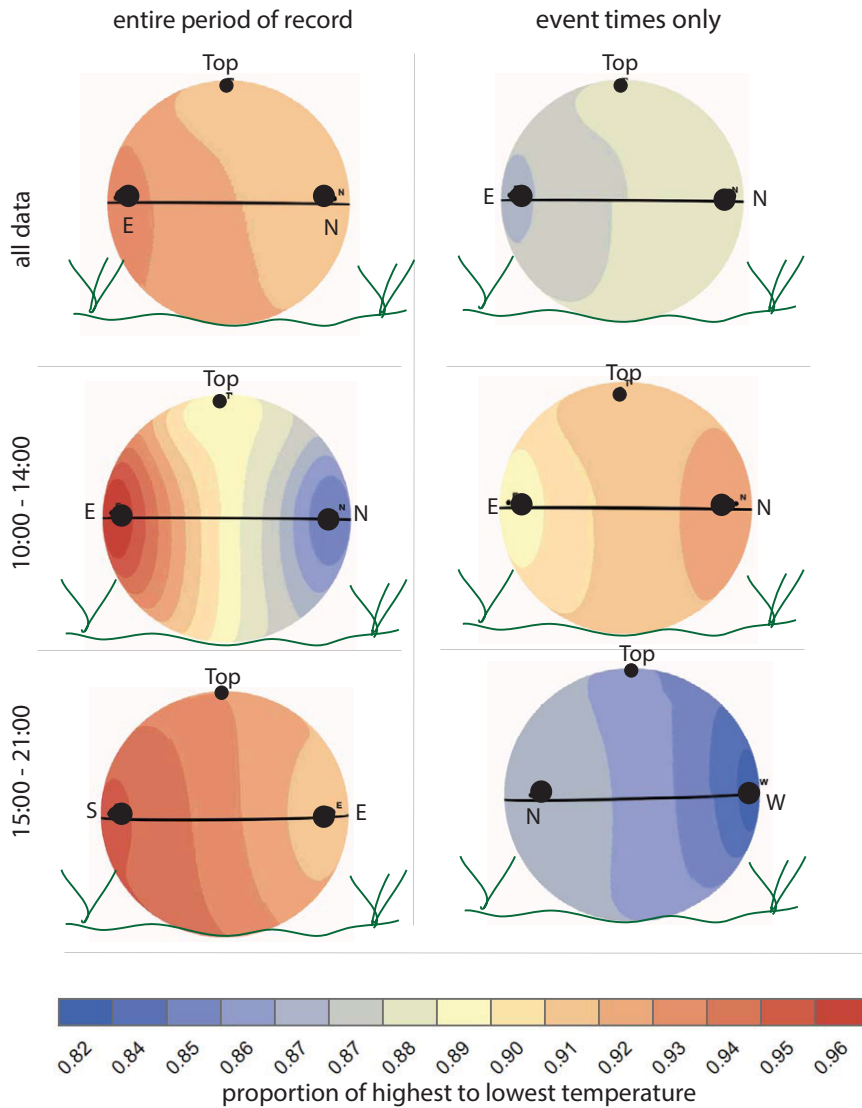 entire period of record
event times only
all data
Top
E
N
N
Top
E
N
N
10:00 - 14:00
Top
E
N
N
Top
E
N
N
15:00 - 21:00
Top
S
E
E
Top
N
W
W
0.82 0.84 0.85 0.86 0.87 0.87 0.88 0.89 0.90 0.91 0.92 0.93 0.94 0.95 0.96
proportion of highest to lowest temperature